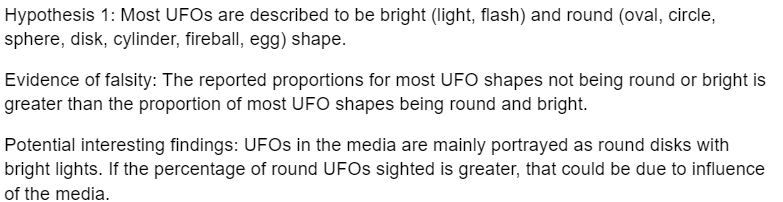 Hypothesis 1: Most UFOs are described to be bright (light, flash) and round (oval, circle,
sphere, disk, cylinder, fireball, egg) shape.
Evidence of falsity: The reported proportions for most UFO shapes not being round or bright is
greater than the proportion of most UFO shapes being round and bright.
Potential interesting findings: UFOs in the media are mainly portrayed as round disks with
bright lights. If the percentage of round UFOs sighted is greater, that could be due to influence
of the media.